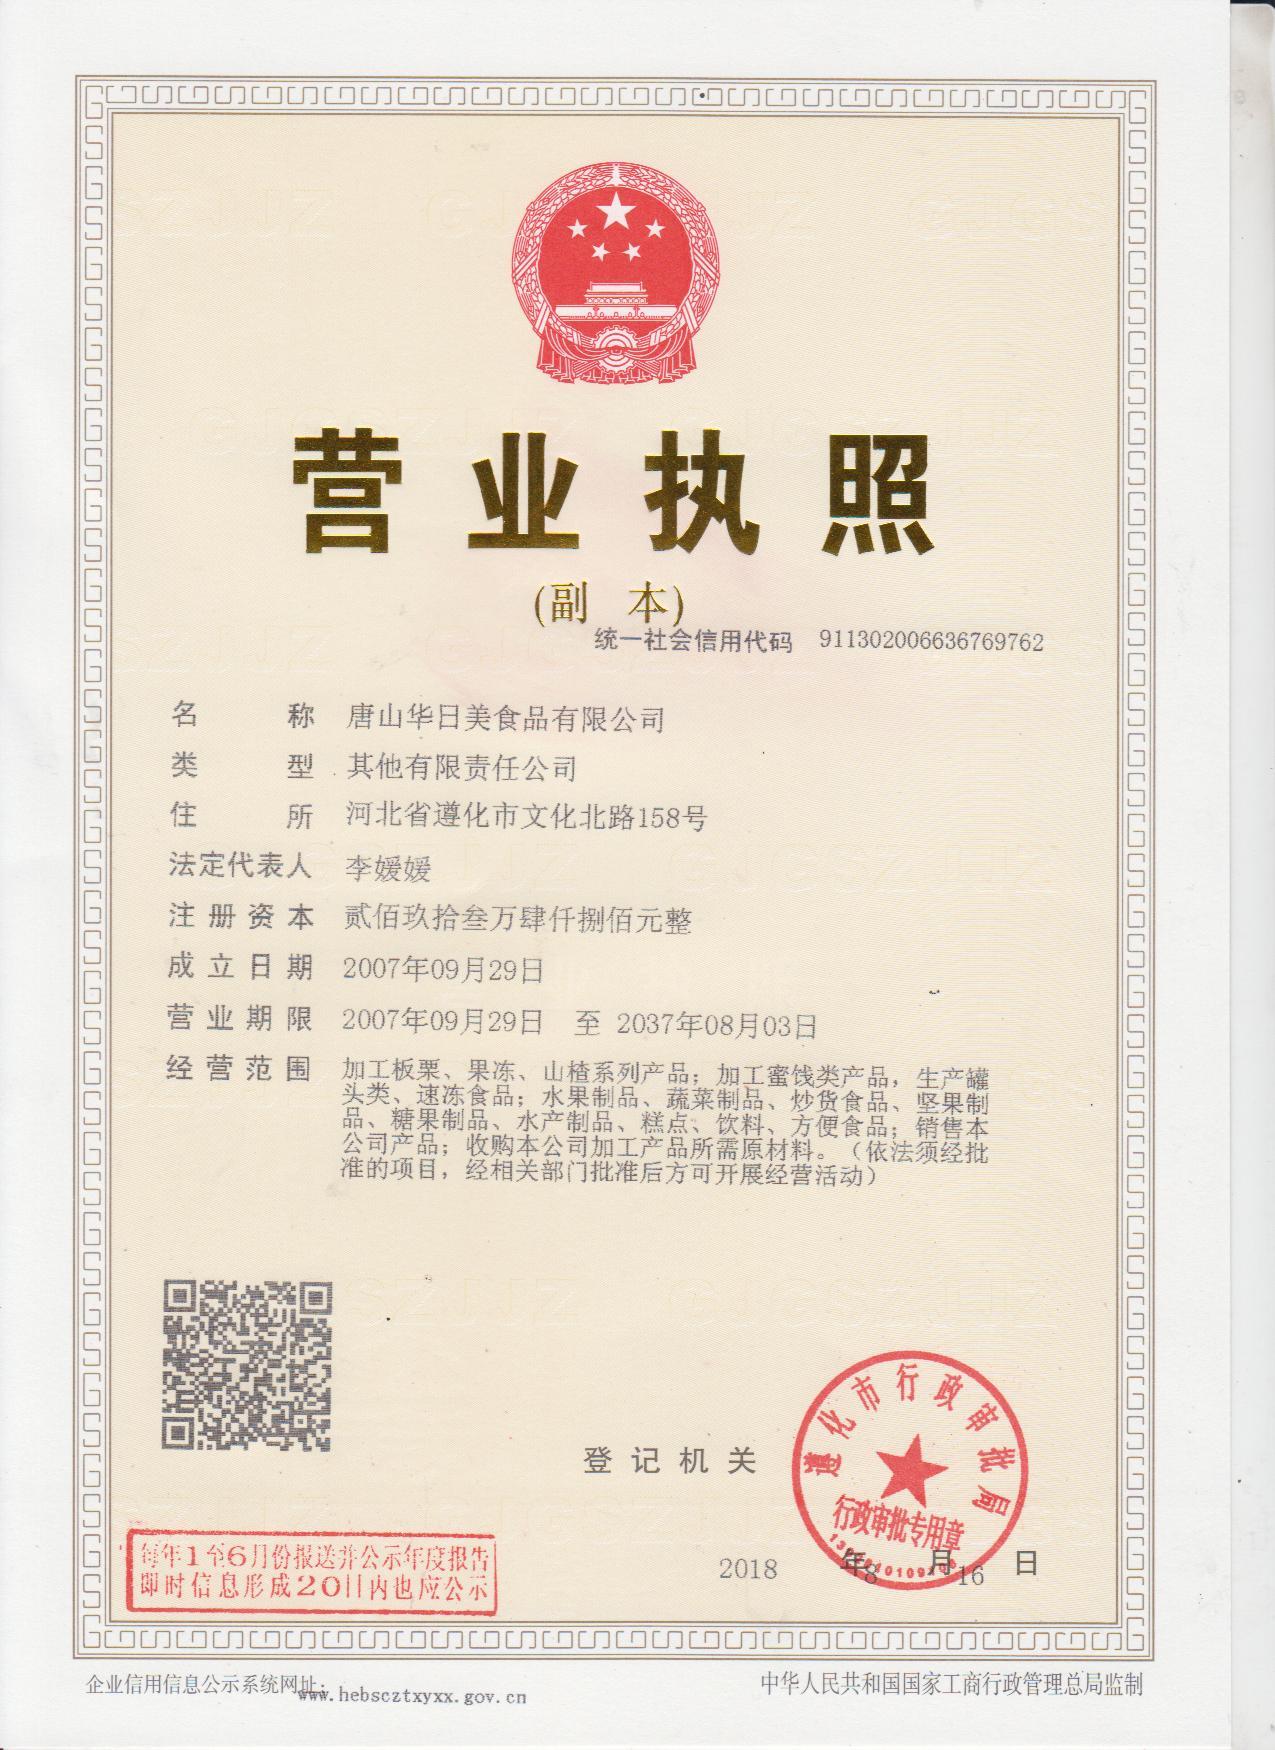 营业执照
(副 本)
统一社会信用代码 911302006636769762
名 称 唐山华日美食品有限公司
类 型 其他有限责任公司
住 所 河北省遵化市文化北路158号
法定代表人 李媛媛
注册资本 贰佰玖拾叁万肆仟捌佰元整
成立日期 2007年09月29日
营业期限 2007年09月29日 至 2037年08月03日
经营范围 加工板栗、果冻、山楂系列产品；加工蜜饯类产品，生产罐
头类、速冻食品；水果制品、蔬菜制品、炒货食品、坚果制
品、糖果制品、水产制品、糕点、饮料、方便食品；销售本
公司产品；收购本公司加工产品所需原材料。（依法须经批
准的项目，经相关部门批准后方可开展经营活动）
登记机关
遵化市行政审批局
行政审批专用章
每年1至6月份报送并公示年度报告
即时信息形成20日内也应公示
2018 年8 月16 日
企业信用信息公示系统网址：www.hebscztxyxx.gov.cn
中华人民共和国国家工商行政管理总局监制